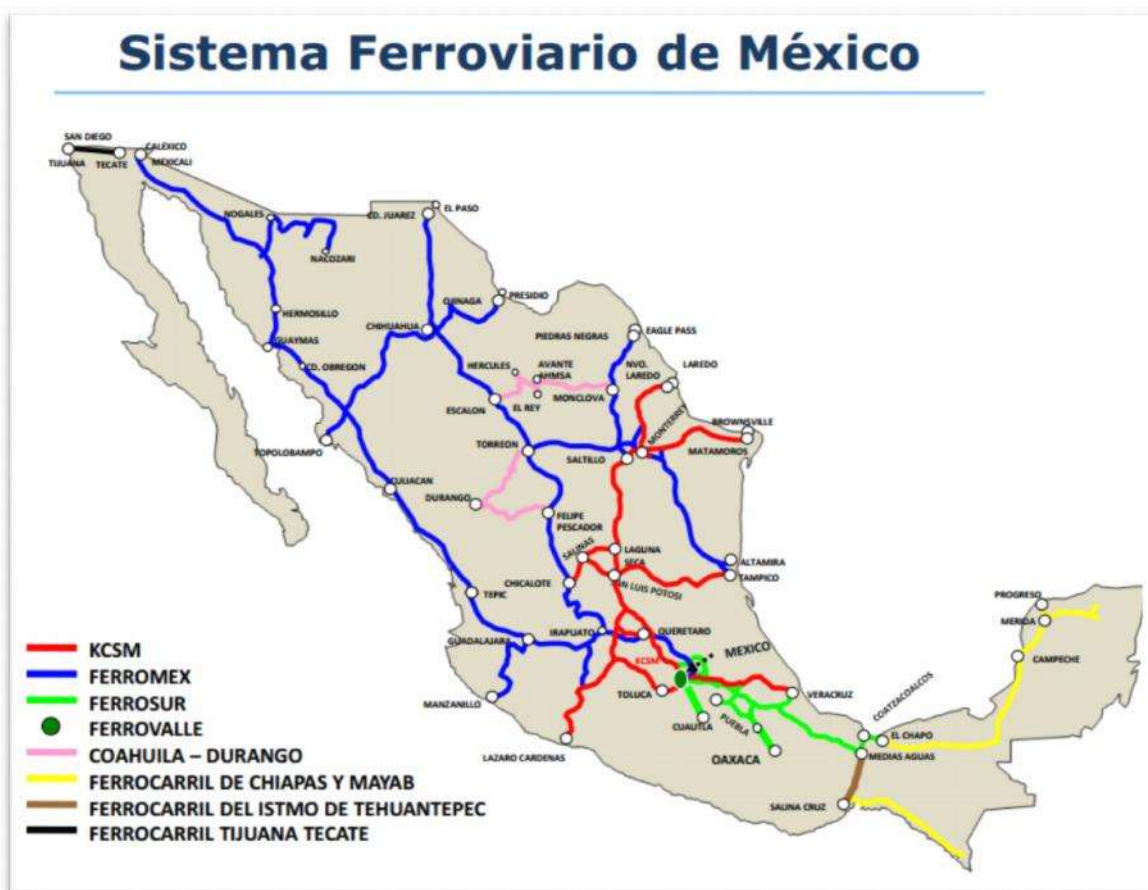 Sistema Ferroviario de México
SAN DIEGO
TIJUANA
TECATE
CALÉXICO
MEXICALI
NOGALES
NACOZARI
CD. JUAREZ
EL PASO
HERMOSILLO
GUAYMAS
CD. OBREGON
CHIHUAHUA
OJINAGA
PRESIDIO
PIEDRAS NEGRAS
EAGLE PASS
HERCULES
AVANTE
AHMSA
EL REY
ESCALON
MONCLOVA
NVO.
LAREDO
LAREDO
MONTERREY
BROWNSVILLE
MATAMOROS
TOPOLOBAMPO
TORREON
SALTILLO
CULIACAN
DURANGO
FELIPE
PESCADOR
SALINAS
LAGUNA
SECA
CHICALOTE
SAN LUIS POTOSI
ALTAMIRA
TAMPICO
TEPIC
GUADALAJARA
IRAPUATO
QUERETARO
KCSM
MEXICO
MANZANILLO
TOLUCA
LAZARO CARDENAS
CUAUTLA
PUEBLA
OAXACA
VERACRUZ
COATZACOALCOS
EL CHAPO
MEDIAS AGUAS
SALINA CRUZ
PROGRESO
MERIDA
CAMPECHE
KCSM
FERROMEX
FERROSUR
FERROVALLE
COAHUILA – DURANGO
FERROCARRIL DE CHIAPAS Y MAYAB
FERROCARRIL DEL ISTMO DE TEHUANTEPEC
FERROCARRIL TIJUANA TECATE